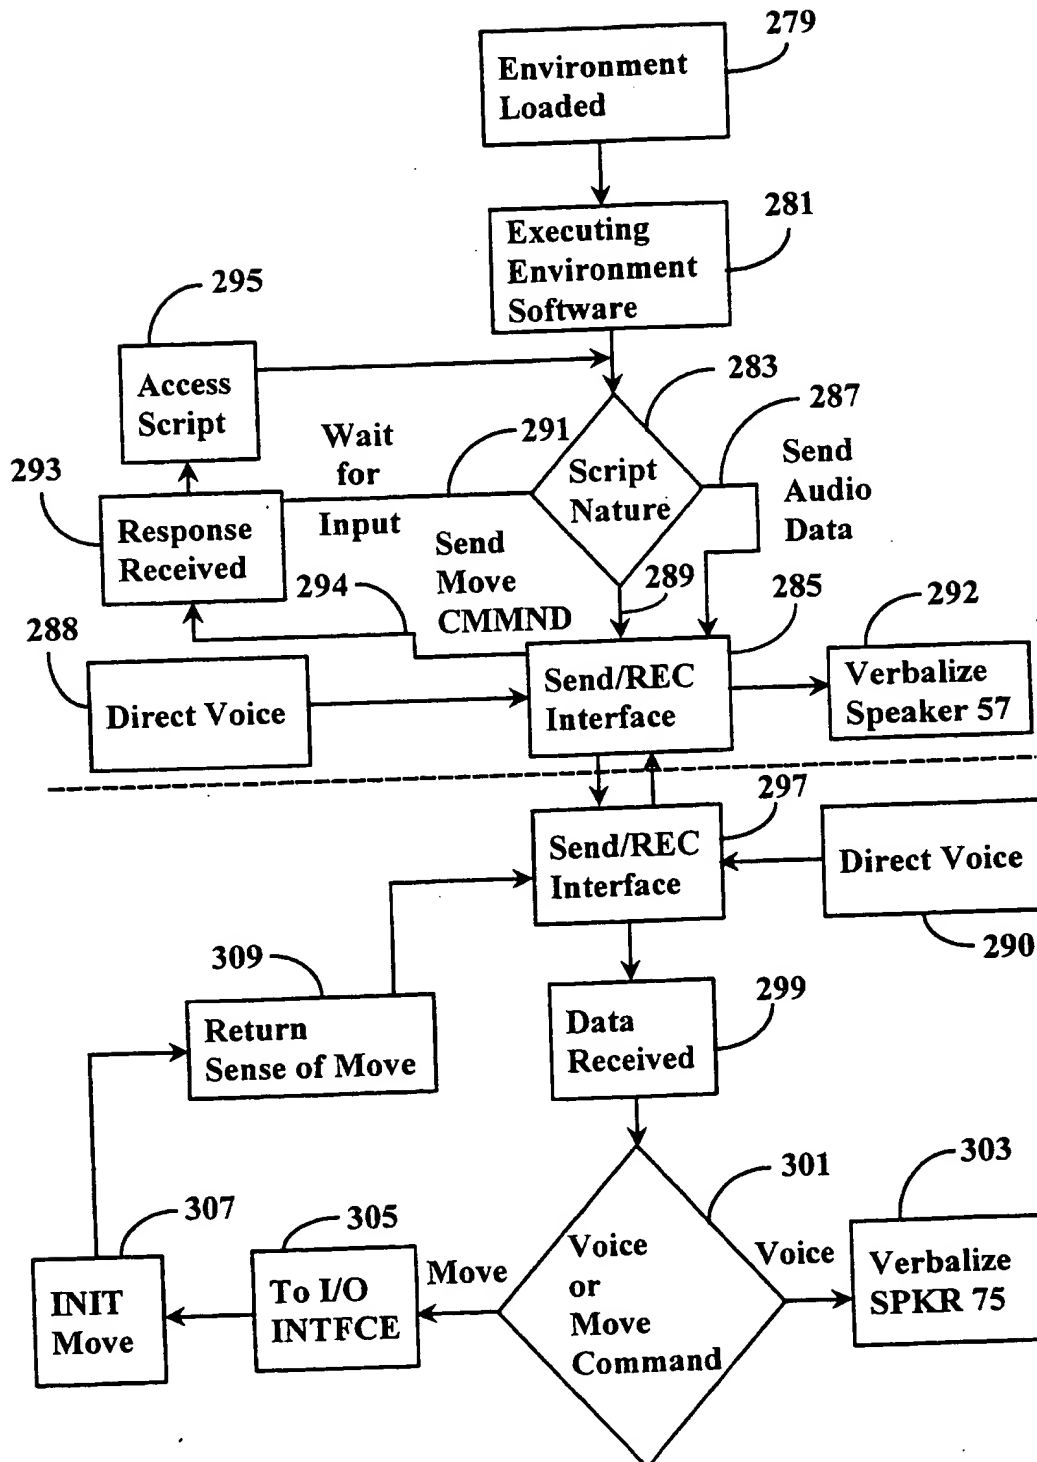 279
Environment
Loaded
281
Executing
Environment
Software
295
Access
Script
283
287
291
Wait
for
Input
Script
Nature
Send
Audio
Data
293
Response
Received
Send
Move
CMMND
294
289
285
292
288
Direct Voice
Send/REC
Interface
Verbalize
Speaker 57
297
Send/REC
Interface
Direct Voice
290
309
Return
Sense of Move
299
Data
Received
301
303
307
305
Voice
or
Move
Command
Move
Voice
Verbalize
SPKR 75
To I/O
INTFCE
INIT
Move